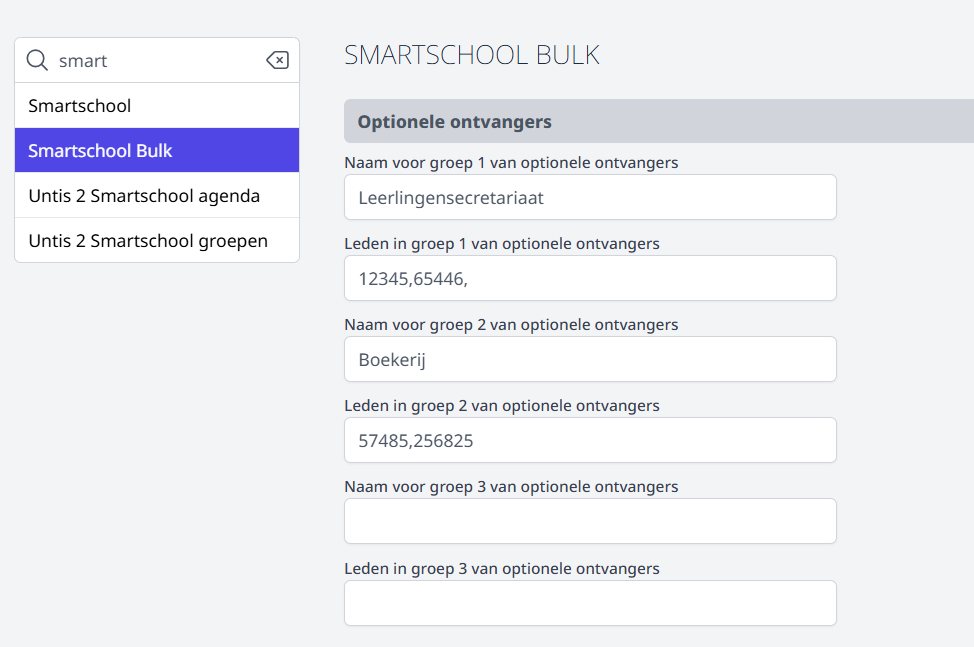 smart
Smartschool
Smartschool Bulk
Untis 2 Smartschool agenda
Untis 2 Smartschool groepen
SMARTSCHOOL BULK
Optionele ontvangers
Naam voor groep 1 van optionele ontvangers
Leerlingensecretariaat
Leden in groep 1 van optionele ontvangers
12345,65446,
Naam voor groep 2 van optionele ontvangers
Boekerij
Leden in groep 2 van optionele ontvangers
57485,256825
Naam voor groep 3 van optionele ontvangers
Leden in groep 3 van optionele ontvangers